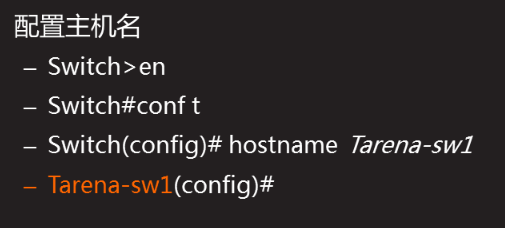 配置主机名
– Switch>en
– Switch#conf t
– Switch(config)# hostname Tarena-sw1
– Tarena-sw1(config)#